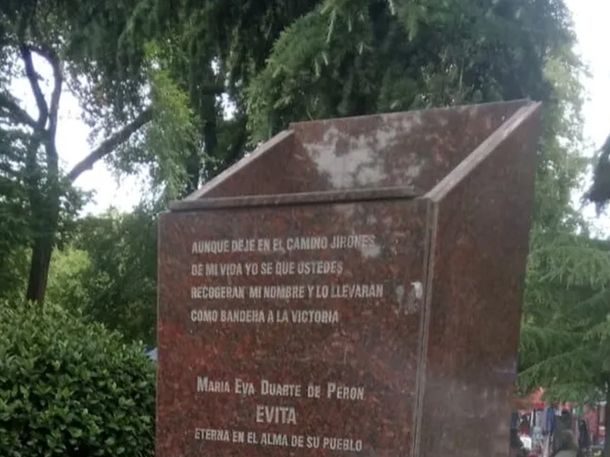 AUNQUE DEJE EN EL CAMINO JIRONES
DE MI VIDA YO SE QUE USTEDES
RECOGERAN MI NOMBRE Y LO LLEVARAN
COMO BANDERA A LA VICTORIA
MARIA EVA DUARTE DE PERON
EVITA
ETERNA EN EL ALMA DE SU PUEBLO